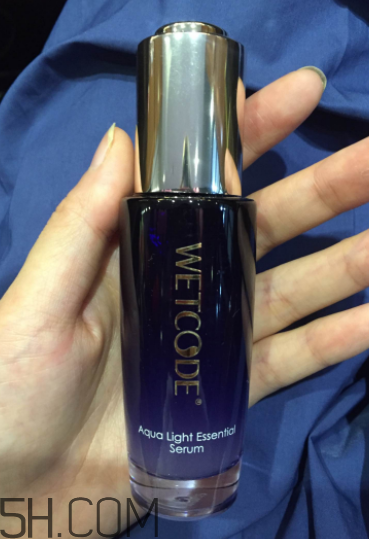 WETCODE®
Aqua Light Essential
Serum
5H.COM